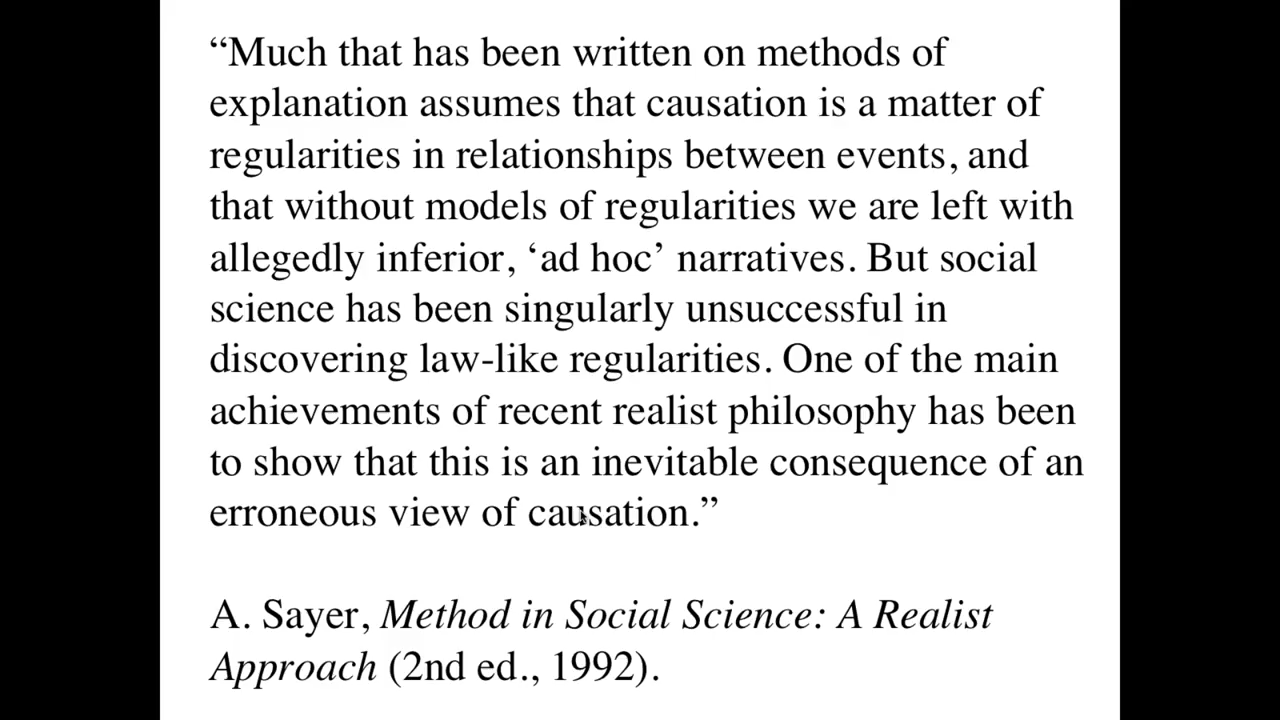 “Much that has been written on methods of
explanation assumes that causation is a matter of
regularities in relationships between events, and
that without models of regularities we are left with
allegedly inferior, ‘ad hoc’ narratives. But social
science has been singularly unsuccessful in
discovering law-like regularities. One of the main
achievements of recent realist philosophy has been
to show that this is an inevitable consequence of an
erroneous view of causation.”
A. Sayer, Method in Social Science: A Realist
Approach (2nd ed., 1992).